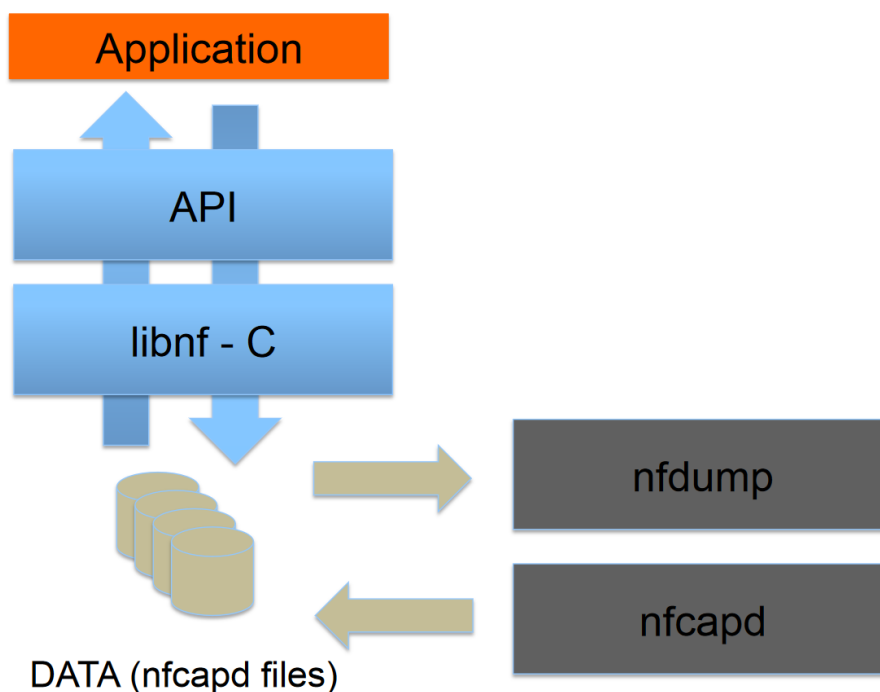 Application
API
libnf - C
nfdump
nfcapd
DATA (nfcapd files)